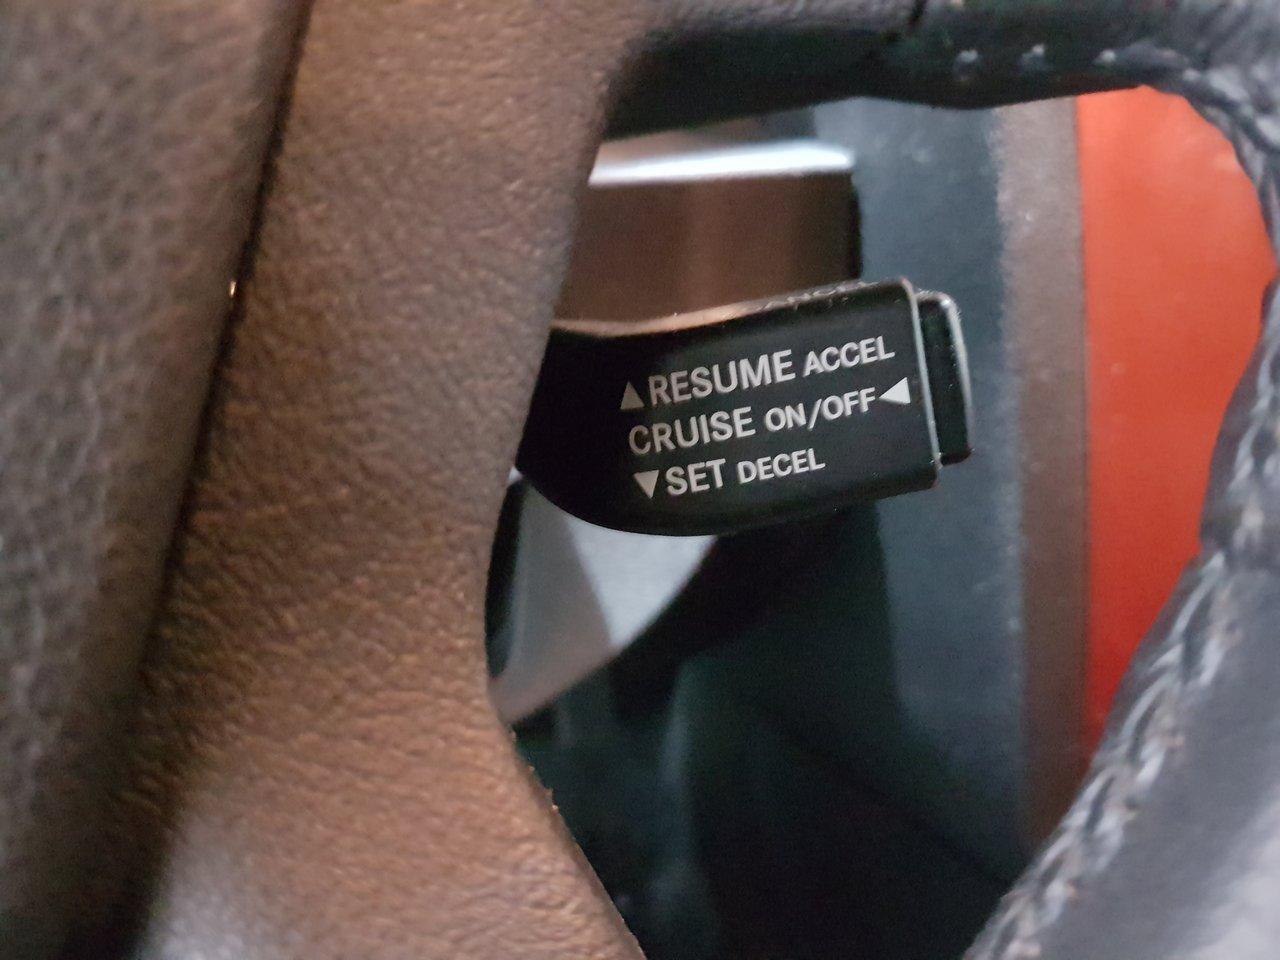 ▲RESUME ACCEL
CRUISE ON/OFF◀
▼SET DECEL